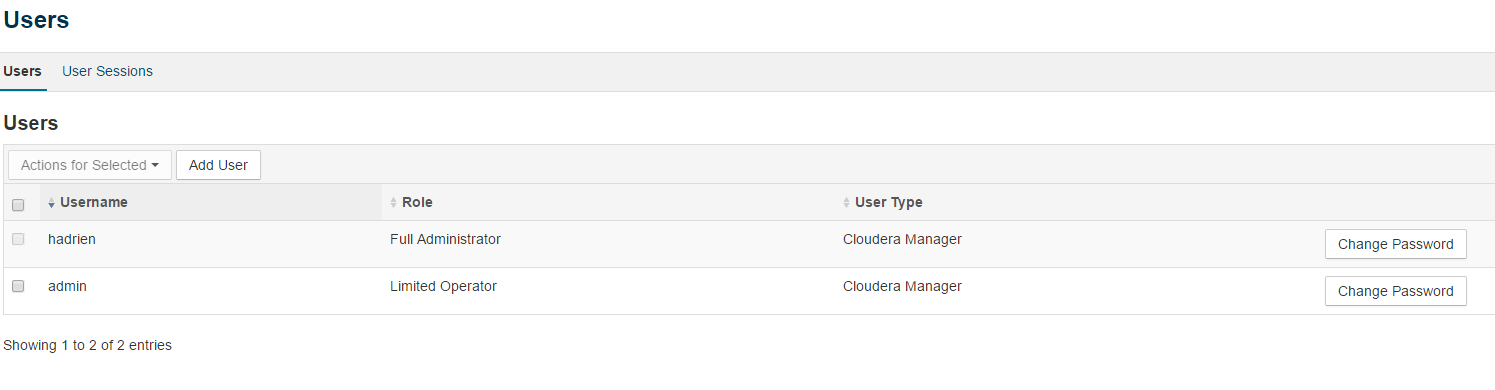 Users
Users User Sessions
Users
Actions for Selected Add User
Username Role User Type
hadrien Full Administrator Cloudera Manager Change Password
admin Limited Operator Cloudera Manager Change Password
Showing 1 to 2 of 2 entries